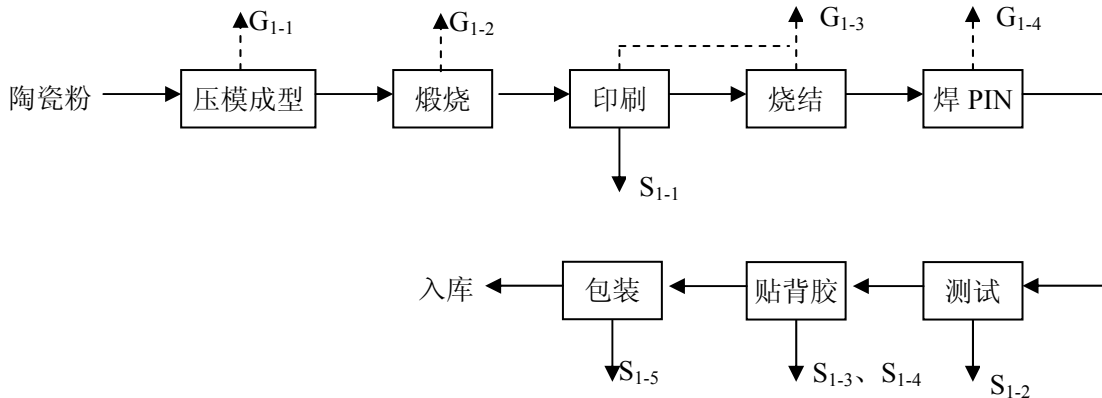 G1-1 G1-2 G1-3 G1-4
陶瓷粉 压模成型 煅烧 印刷 烧结 焊 PIN
S1-1
入库 包装 贴背胶 测试
S1-5 S1-3、S1-4 S1-2